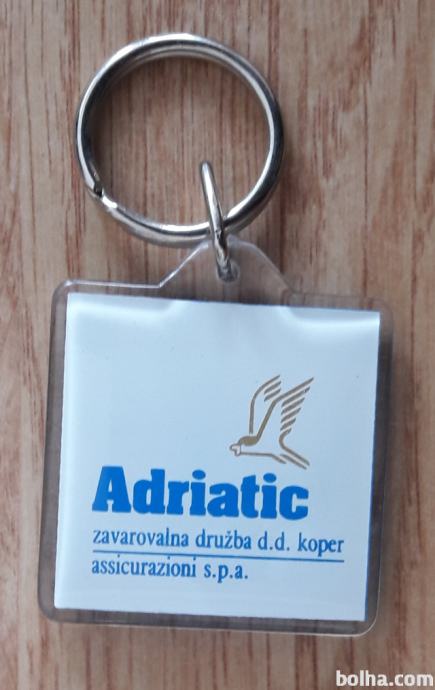 Adriatic
zavarovalna družba d.d. koper
assicurazioni s.p.a.
bolha.com